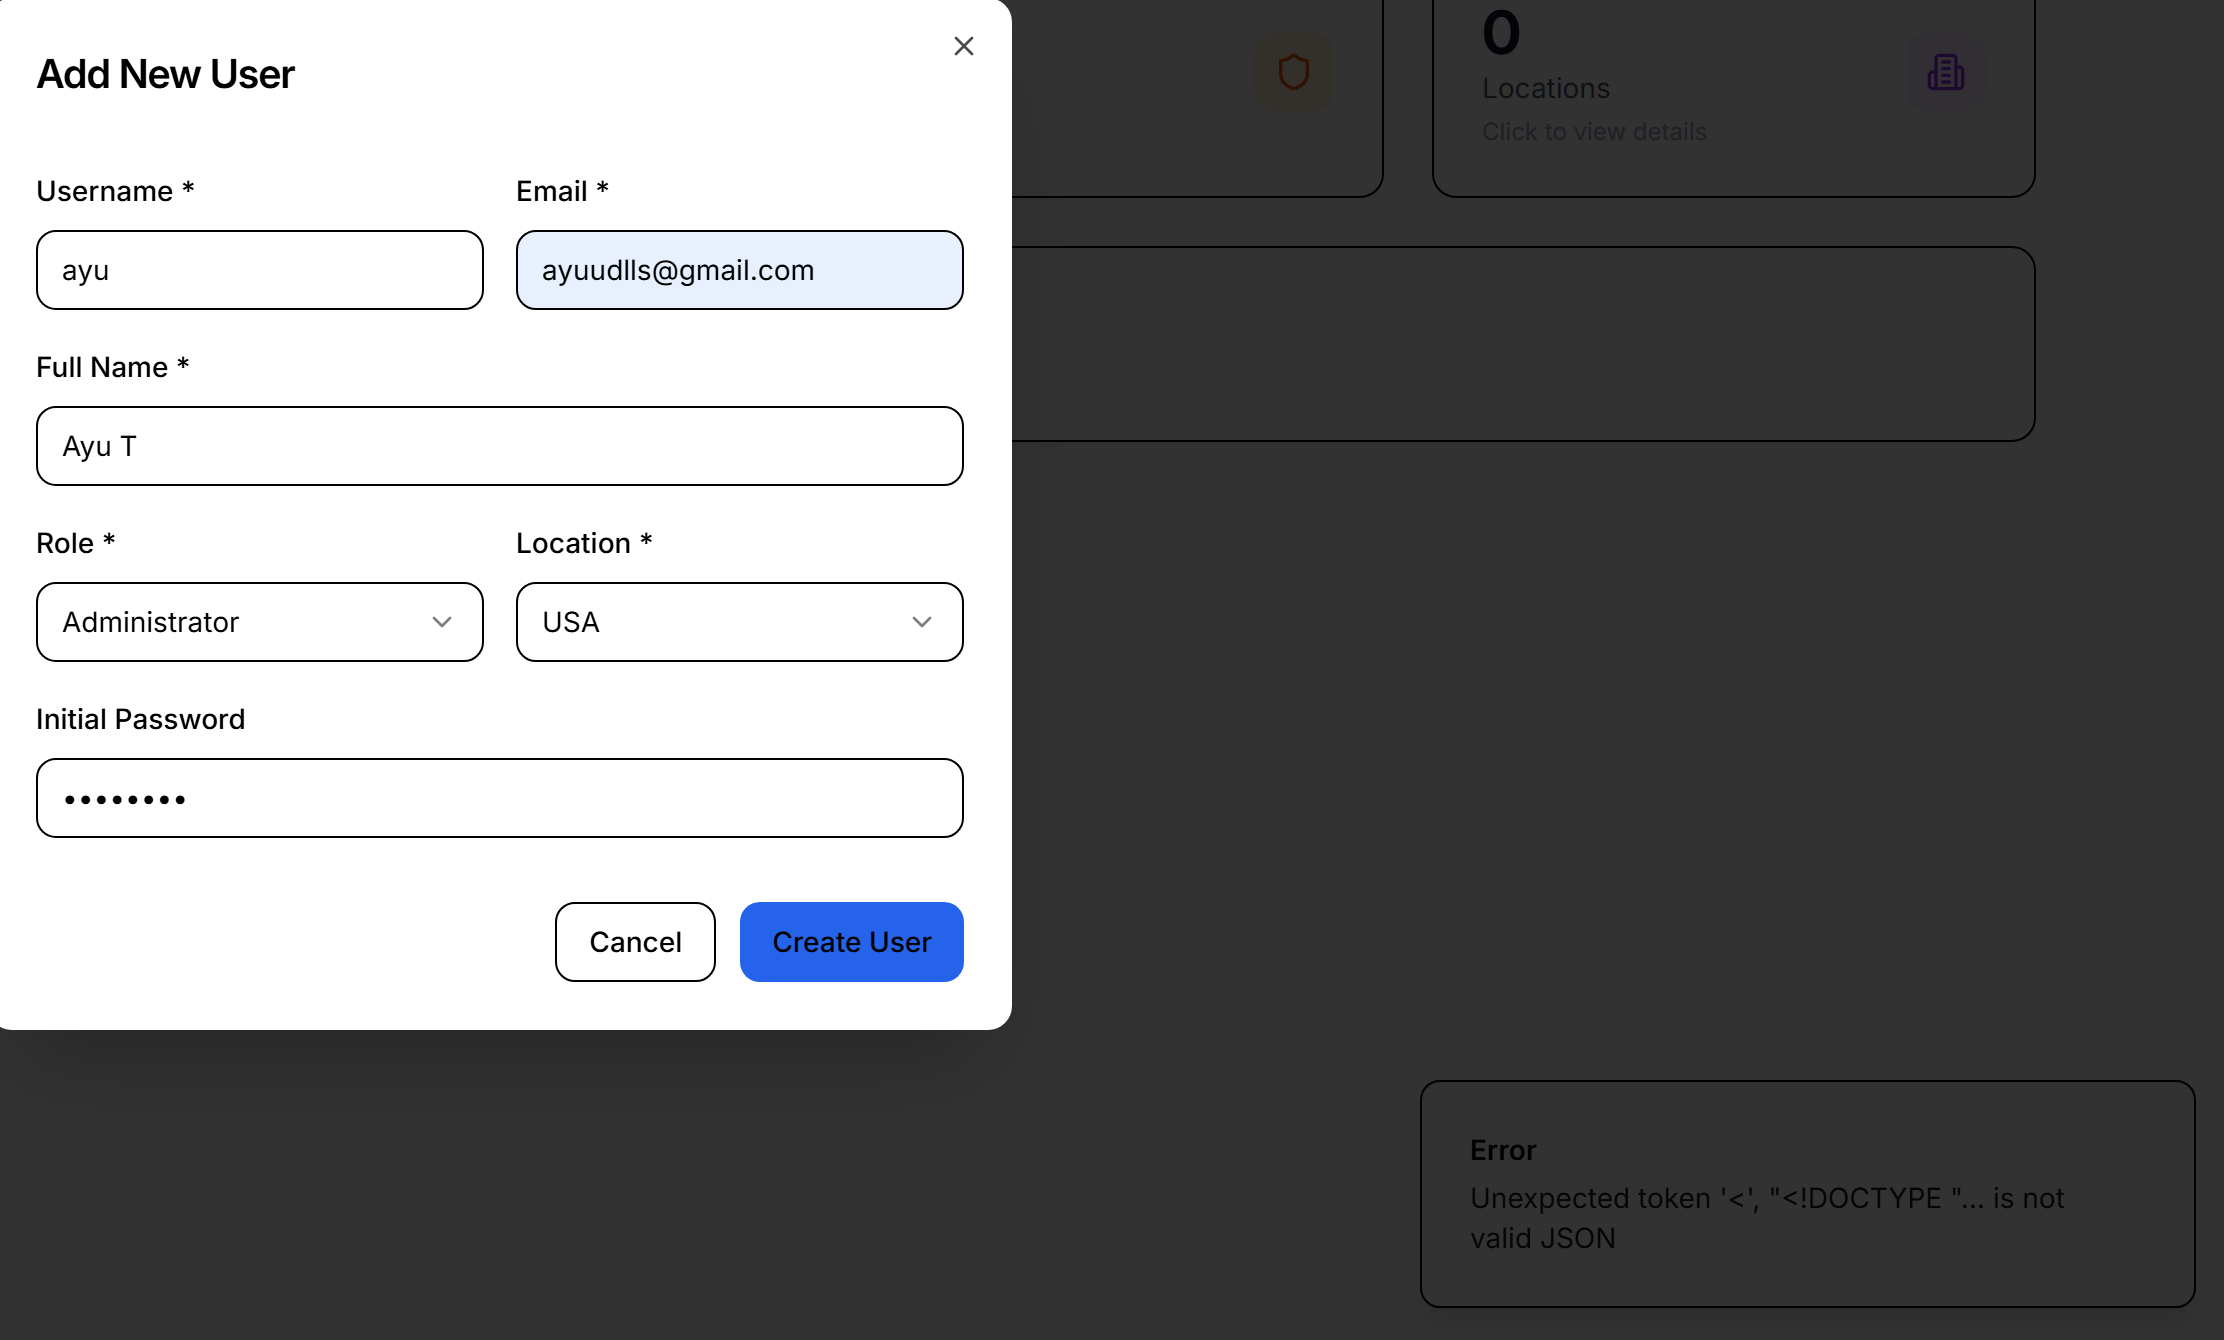 Add New User
Username *
Email *
ayu
ayuudlls@gmail.com
Full Name *
Ayu T
Role *
Location *
Administrator
USA
Initial Password
••••••••
Cancel
Create User
0
Locations
Click to view details
Error
Unexpected token '<', "<!DOCTYPE "... is not
valid JSON